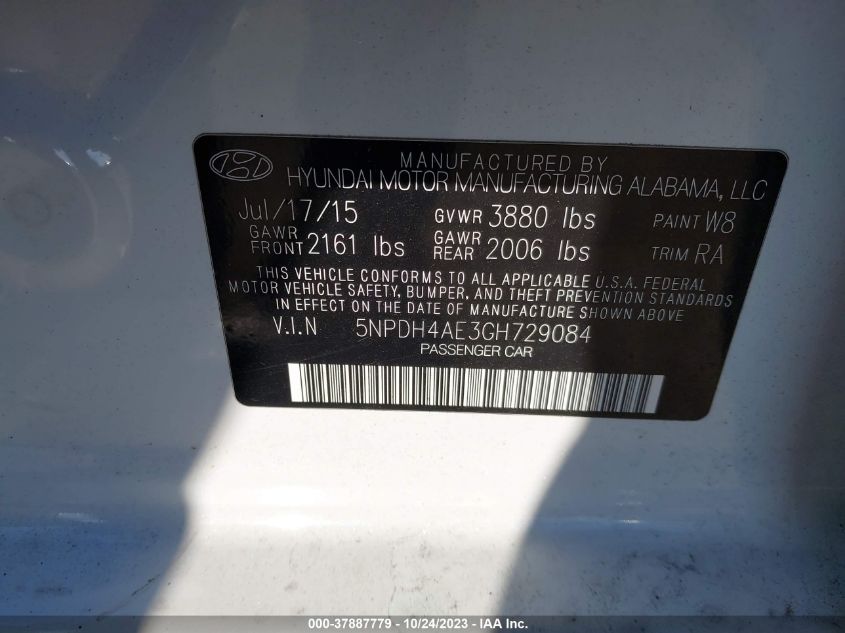 MANUFACTURED BY
HYUNDAI MOTOR MANUFACTURING ALABAMA, LLC
Jul/17/15 GVWR 3880 lbs PAINT W8
GAWR FRONT 2161 lbs GAWR REAR 2006 lbs TRIM RA
THIS VEHICLE CONFORMS TO ALL APPLICABLE U.S.A. FEDERAL
MOTOR VEHICLE SAFETY, BUMPER, AND THEFT PREVENTION STANDARDS
IN EFFECT ON THE DATE OF MANUFACTURE SHOWN ABOVE
V.I.N 5NPDH4AE3GH729084
PASSENGER CAR
000-37887779 - 10/24/2023 - IAAI.com.